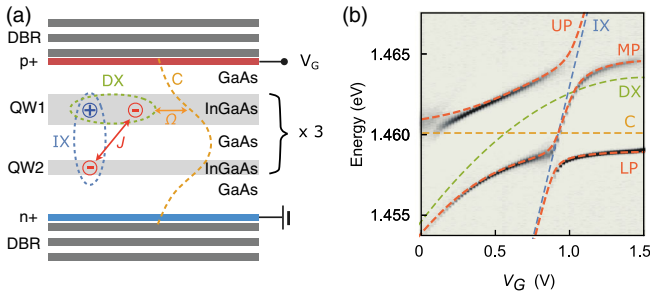 (a)
DBR
p+
V_G
DX
C
GaAs
QW1
+
-
Ω
InGaAs
IX
J
GaAs
x 3
QW2
-
InGaAs
GaAs
n+
DBR
(b)
UP
IX
MP
DX
C
LP
Energy (eV)
1.465
1.460
1.455
0
0.5
1.0
1.5
V_G (V)